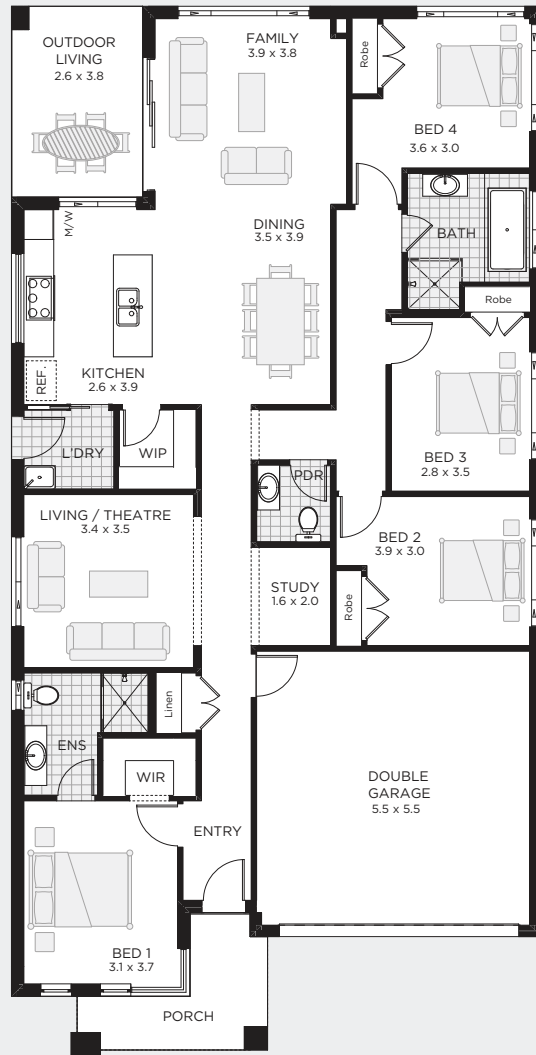 OUTDOOR
LIVING
2.6 x 3.8
FAMILY
3.9 x 3.8
Robe
BED 4
3.6 x 3.0
M/W
DINING
3.5 x 3.9
BATH
Robe
KITCHEN
2.6 x 3.9
REF.
L'DRY
WIP
PDR
BED 3
2.8 x 3.5
LIVING / THEATRE
3.4 x 3.5
BED 2
3.9 x 3.0
STUDY
1.6 x 2.0
Robe
Linen
ENS
WIR
DOUBLE
GARAGE
5.5 x 5.5
ENTRY
BED 1
3.1 x 3.7
PORCH